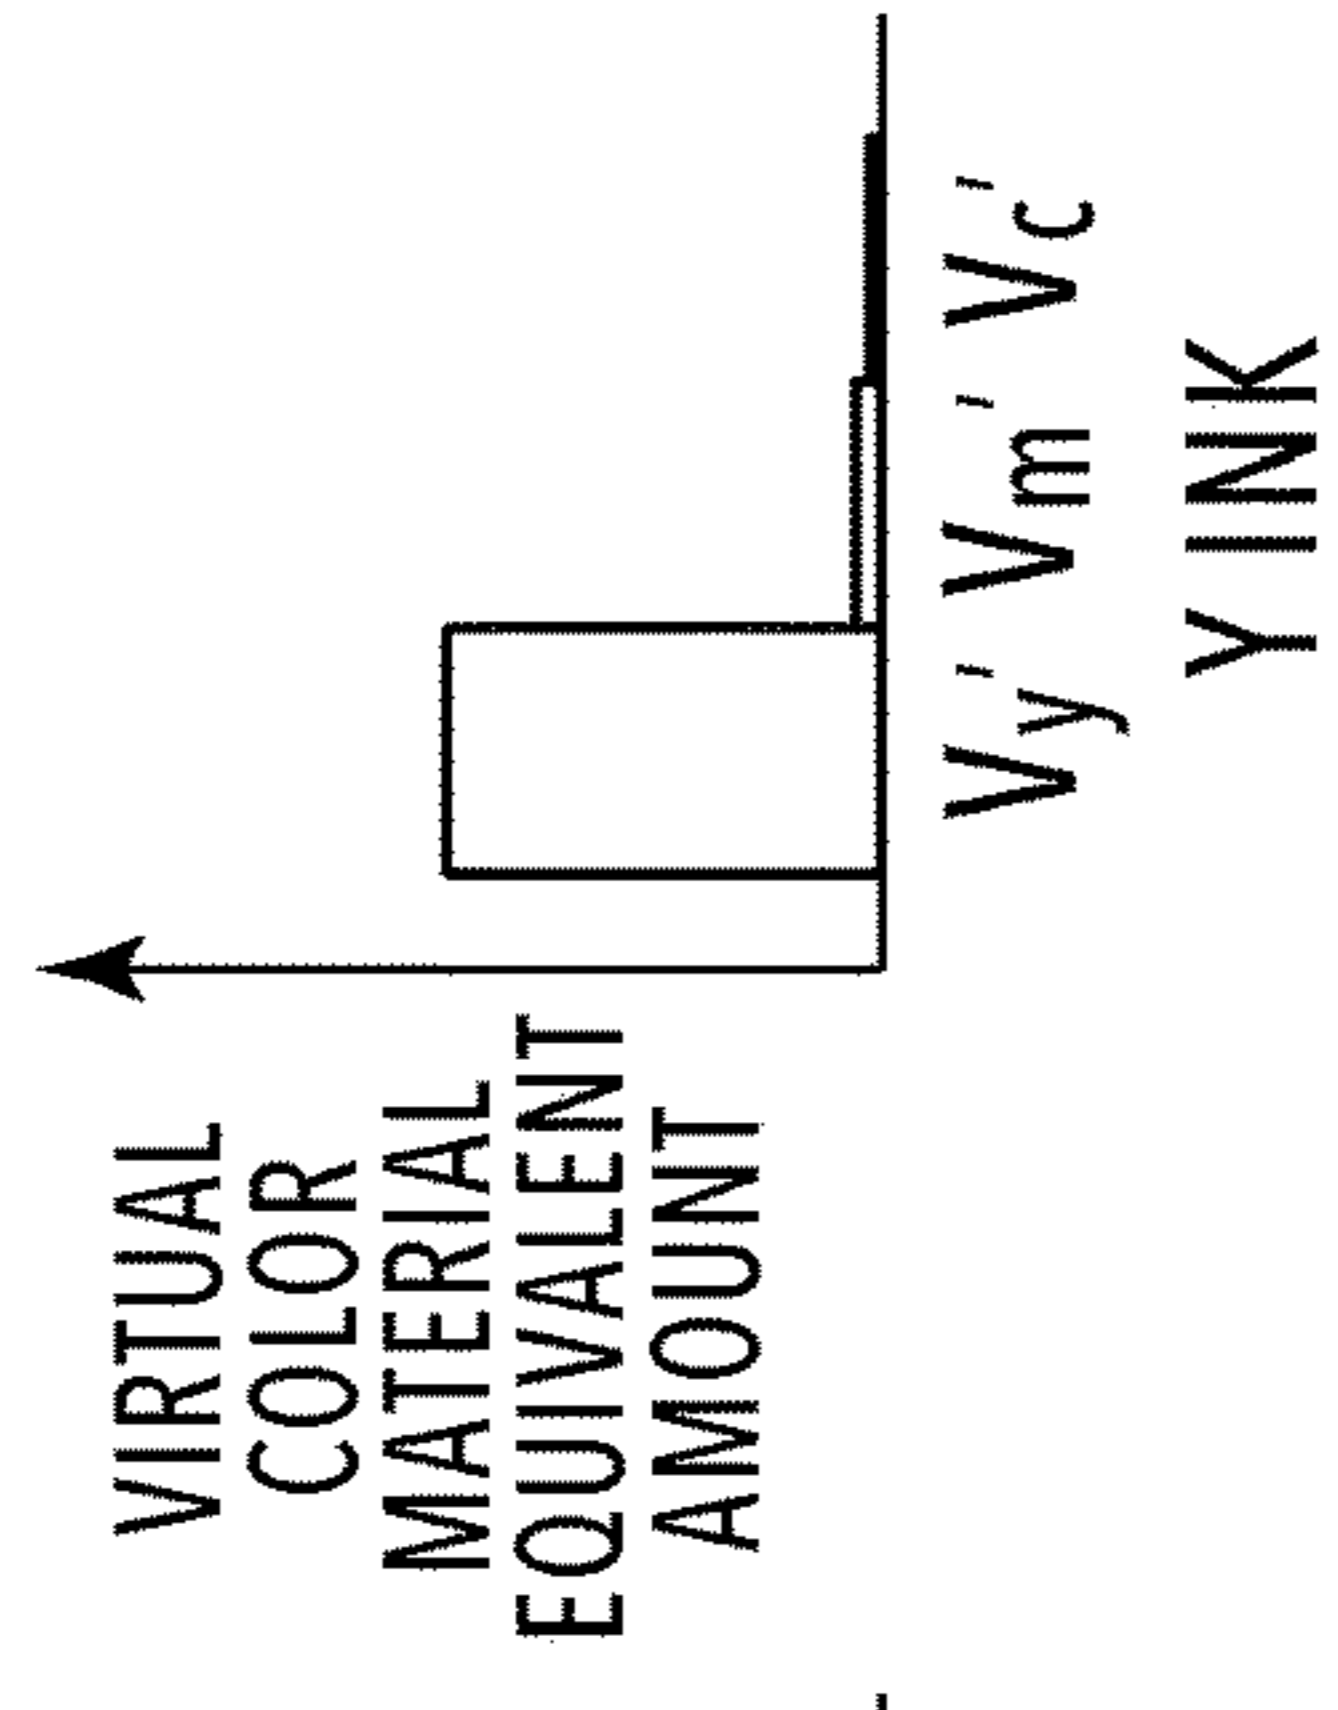 VIRTUAL
COLOR
MATERIAL
EQUIVALENT
AMOUNT
Vy' Vm' Vc'
Y INK